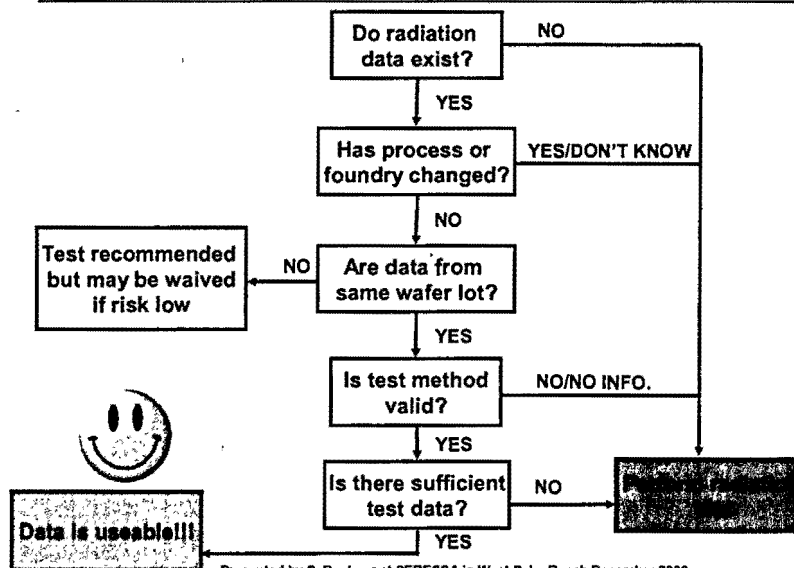 Do radiation
data exist?
NO
YES
Has process or
foundry changed?
YES/DON'T KNOW
NO
Test recommended
but may be waived
if risk low
NO
Are data from
same wafer lot?
YES
Is test method
valid?
NO/NO INFO.
YES
Is there sufficient
test data?
NO
YES
Data is useable!!!